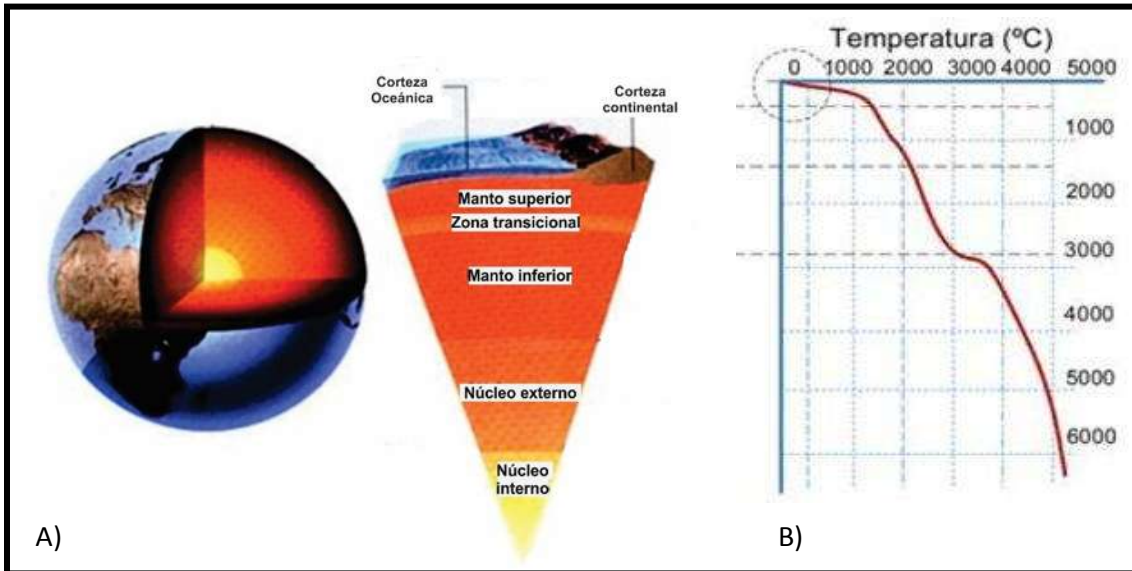 Corteza
Oceánica
Corteza
continental
Manto superior
Zona transicional
Manto inferior
Núcleo externo
Núcleo
interno
A)
Temperatura (ºC)
0 1000 2000 3000 4000 5000
1000
2000
3000
4000
5000
6000
B)